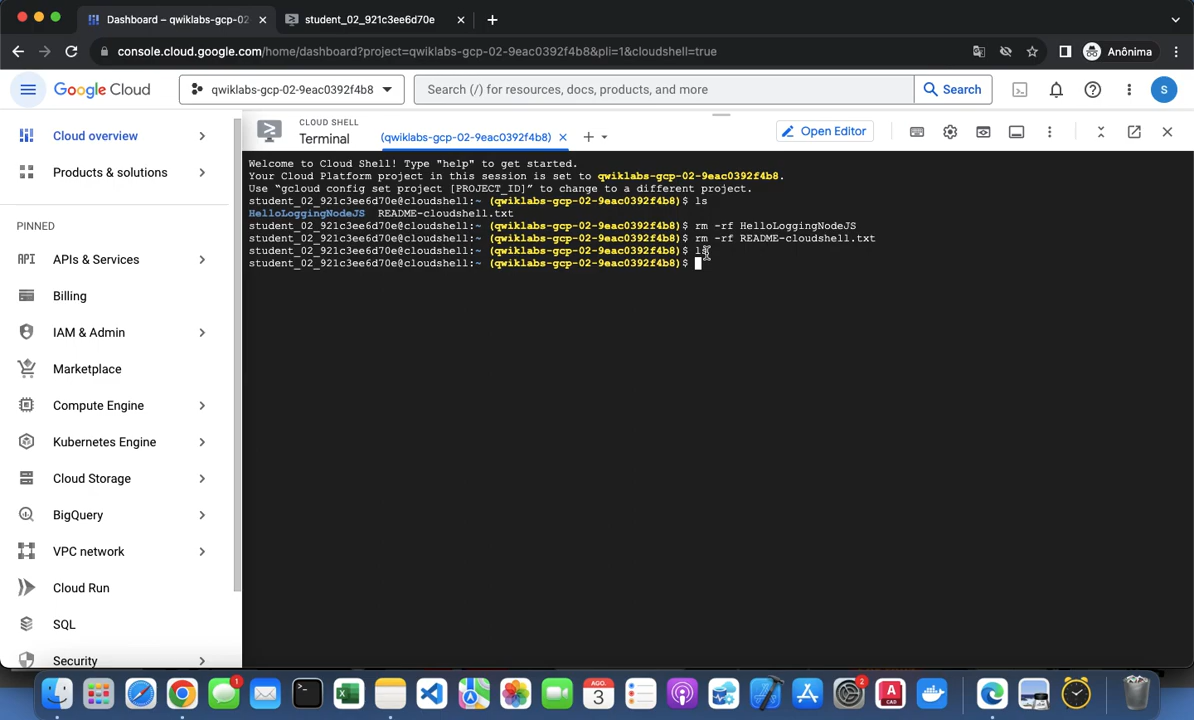 Dashboard – qwiklabs-gcp-02
student_02_921c3ee6d70e
console.cloud.google.com/home/dashboard?project=qwiklabs-gcp-02-9eac0392f4b8&pli=1&cloudshell=true
Anônima
Google Cloud
qwiklabs-gcp-02-9eac0392f4b8
Search (/) for resources, docs, products, and more
Search
S
Cloud overview
Products & solutions
PINNED
API APIs & Services
Billing
IAM & Admin
Marketplace
Compute Engine
Kubernetes Engine
Cloud Storage
BigQuery
VPC network
Cloud Run
SQL
Security
CLOUD SHELL
Terminal
(qwiklabs-gcp-02-9eac0392f4b8)
Open Editor
Welcome to Cloud Shell! Type "help" to get started.
Your Cloud Platform project in this session is set to qwiklabs-gcp-02-9eac0392f4b8.
Use “gcloud config set project [PROJECT_ID]” to change to a different project.
student_02_921c3ee6d70e@cloudshell:~ (qwiklabs-gcp-02-9eac0392f4b8)$ ls
HelloLoggingNodeJS README-cloudshell.txt
student_02_921c3ee6d70e@cloudshell:~ (qwiklabs-gcp-02-9eac0392f4b8)$ rm -rf HelloLoggingNodeJS
student_02_921c3ee6d70e@cloudshell:~ (qwiklabs-gcp-02-9eac0392f4b8)$ rm -rf README-cloudshell.txt
student_02_921c3ee6d70e@cloudshell:~ (qwiklabs-gcp-02-9eac0392f4b8)$ ls
student_02_921c3ee6d70e@cloudshell:~ (qwiklabs-gcp-02-9eac0392f4b8)$
1
AGO.
3
2
CAD